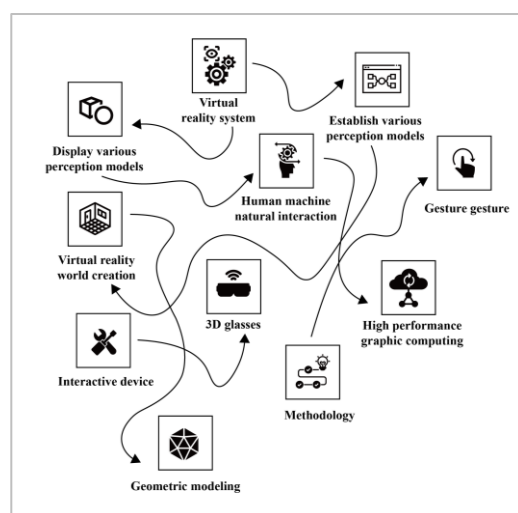 Virtual
reality system
Establish various
perception models
Display various
perception models
Human machine
natural interaction
Gesture gesture
Virtual reality
world creation
3D glasses
High performance
graphic computing
Interactive device
Methodology
Geometric modeling